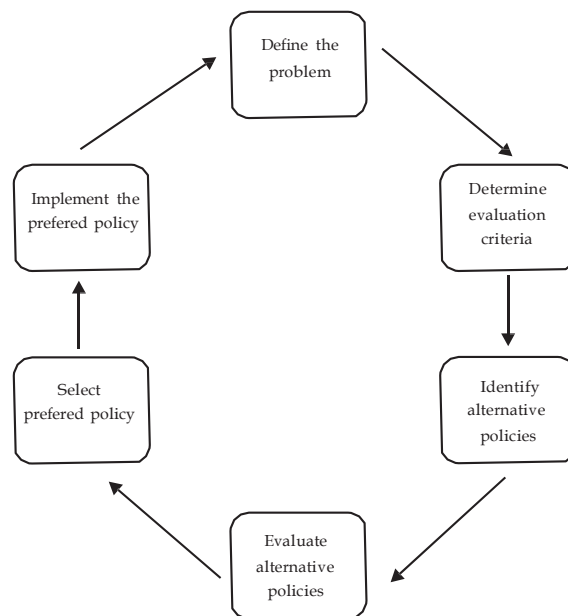 Define the
problem
Determine
evaluation
criteria
Identify
alternative
policies
Evaluate
alternative
policies
Select
prefered policy
Implement the
prefered policy